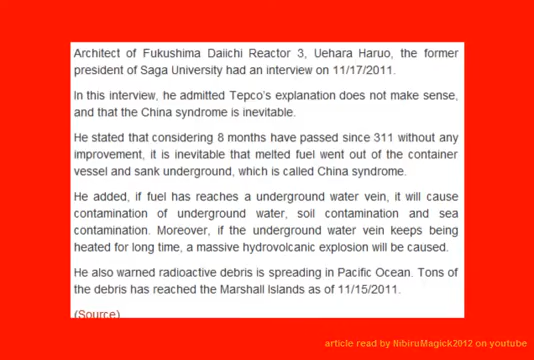 Architect of Fukushima Daiichi Reactor 3, Uehara Haruo, the former
president of Saga University had an interview on 11/17/2011.
In this interview, he admitted Tepco's explanation does not make sense,
and that the China syndrome is inevitable.
He stated that considering 8 months have passed since 311 without any
improvement, it is inevitable that melted fuel went out of the container
vessel and sank underground, which is called China syndrome.
He added, if fuel has reaches a underground water vein, it will cause
contamination of underground water, soil contamination and sea
contamination. Moreover, if the underground water vein keeps being
heated for long time, a massive hydrovolcanic explosion will be caused.
He also warned radioactive debris is spreading in Pacific Ocean. Tons of
the debris has reached the Marshall Islands as of 11/15/2011.
(Source)
article read by NibiruMagick2012 on youtube